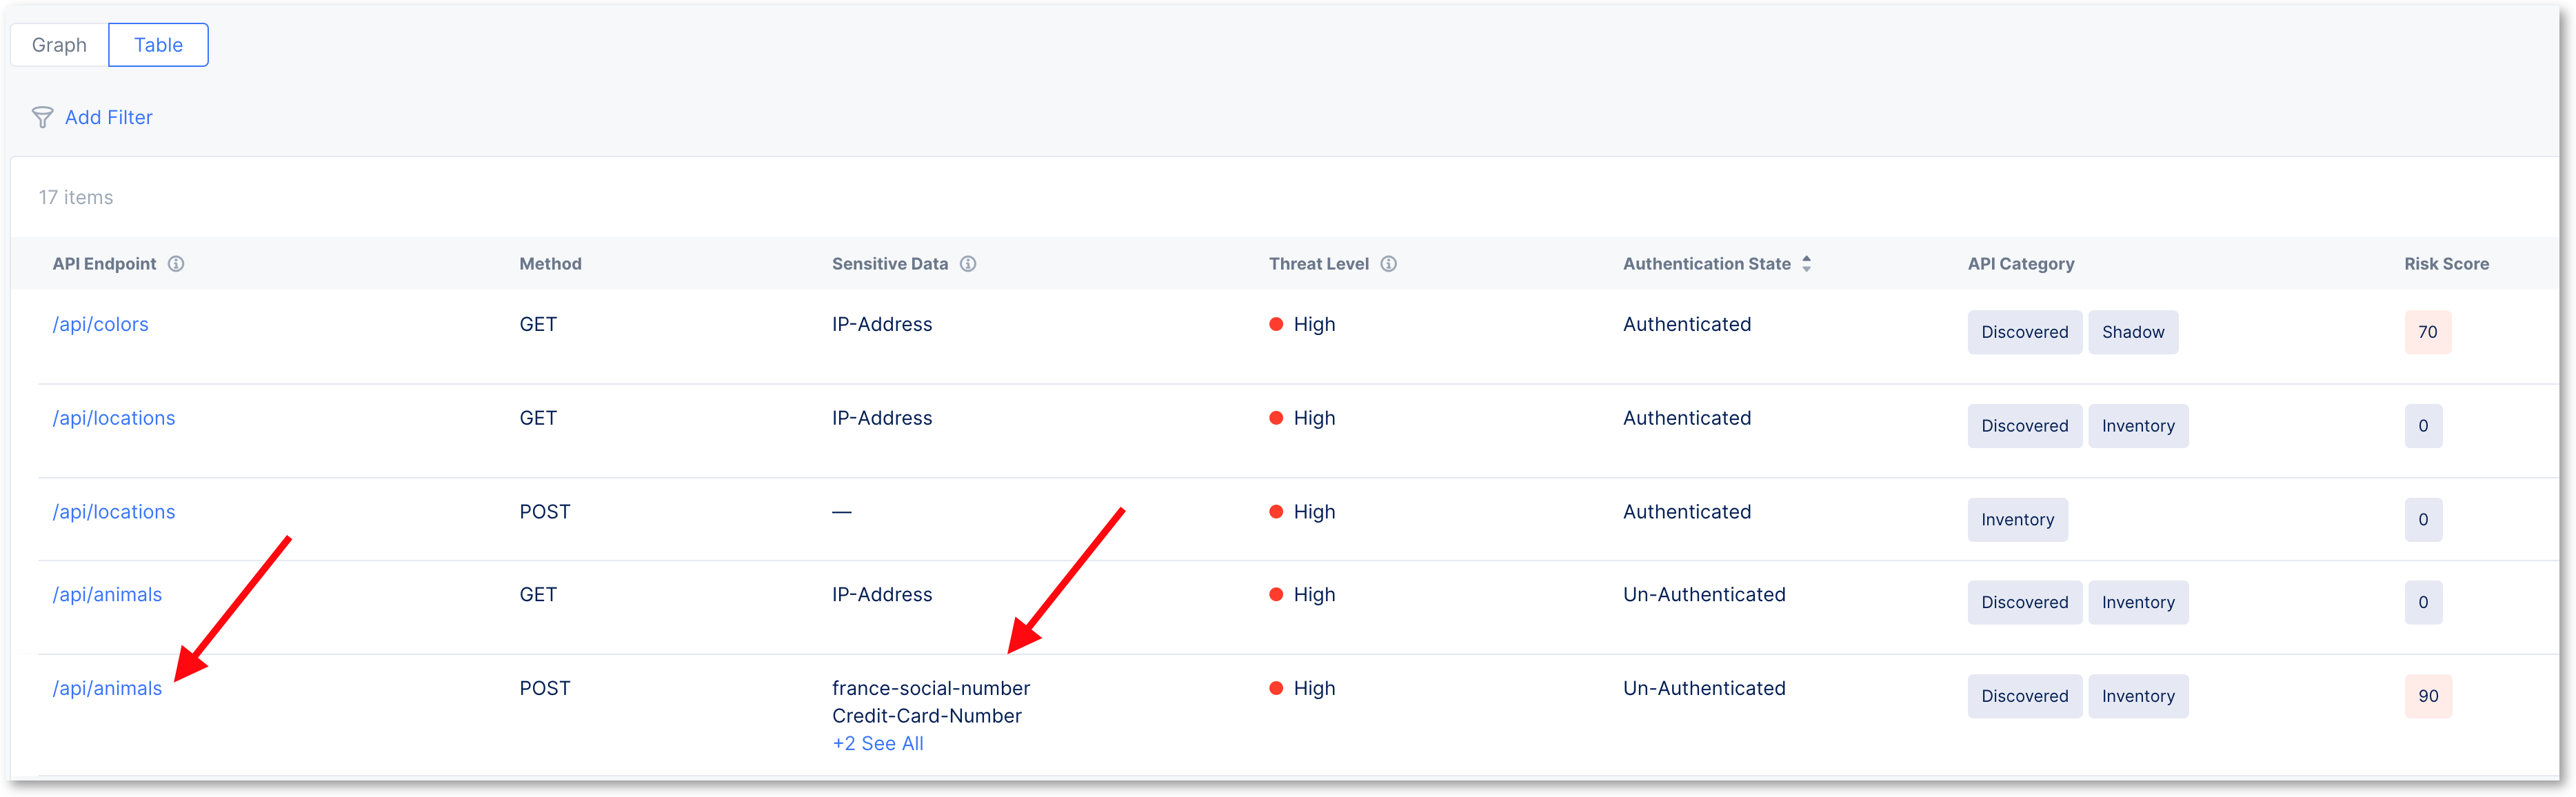 Graph Table
Add Filter
17 items
API Endpoint Method Sensitive Data Threat Level Authentication State API Category Risk Score
/api/colors GET IP-Address High Authenticated Discovered Shadow 70
/api/locations GET IP-Address High Authenticated Discovered Inventory 0
/api/locations POST — High Authenticated Inventory 0
/api/animals GET IP-Address High Un-Authenticated Discovered Inventory 0
/api/animals POST france-social-number High Un-Authenticated Discovered Inventory 90
Credit-Card-Number
+2 See All